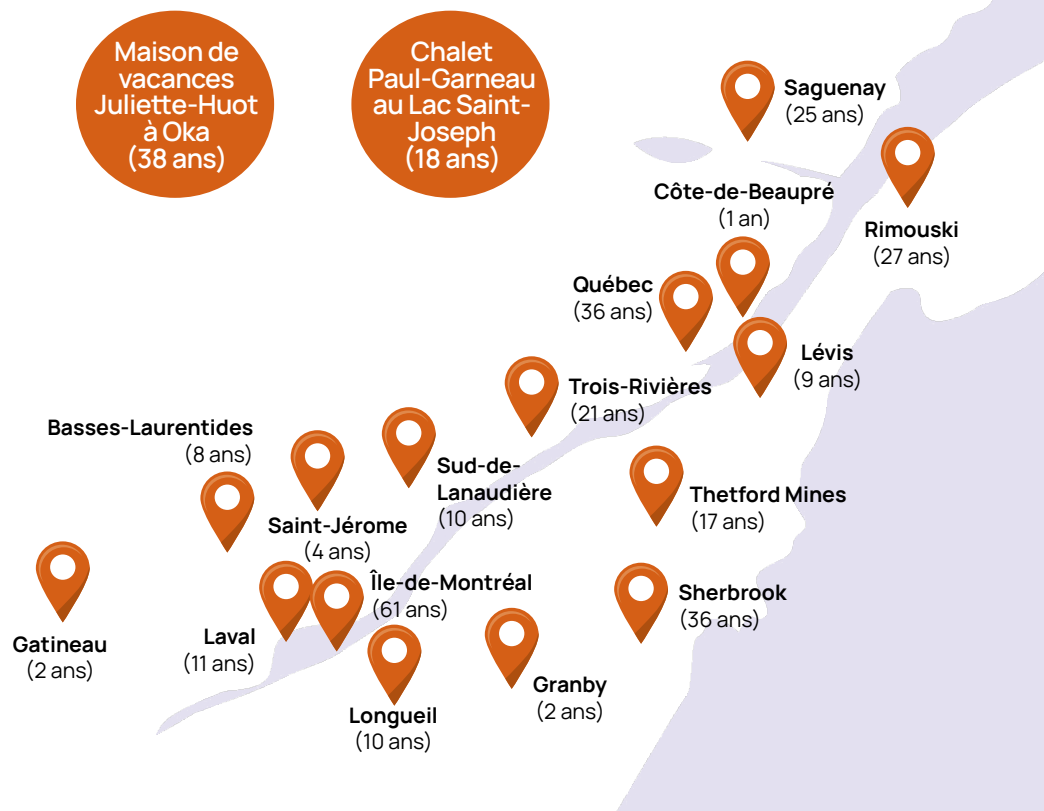 Maison de
vacances
Juliette-Huot
à Oka
(38 ans)
Chalet
Paul-Garneau
au Lac Saint-
Joseph
(18 ans)
Saguenay
(25 ans)
Côte-de-Beaupré
(1 an)
Rimouski
(27 ans)
Québec
(36 ans)
Lévis
(9 ans)
Trois-Rivières
(21 ans)
Basses-Laurentides
(8 ans)
Sud-de-
Lanaudière
(10 ans)
Thetford Mines
(17 ans)
Saint-Jérome
(4 ans)
Île-de-Montréal
(61 ans)
Sherbrook
(36 ans)
Gatineau
(2 ans)
Laval
(11 ans)
Granby
(2 ans)
Longueil
(10 ans)